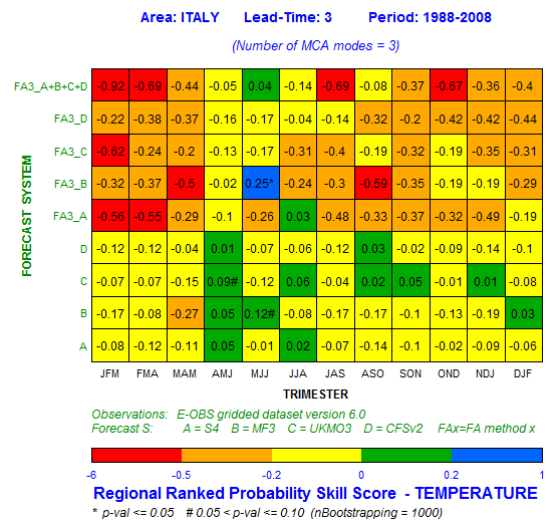 Area: ITALY Lead-Time: 3 Period: 1988-2008
(Number of MCA modes = 3)
FORECAST SYSTEM
FA3_A+B+C+D -0.92 -0.69 -0.44 -0.05 0.04 -0.14 -0.69 -0.08 -0.37 -0.67 -0.36 -0.4
FA3_D -0.22 -0.38 -0.37 -0.16 -0.17 -0.04 -0.14 -0.32 -0.2 -0.42 -0.42 -0.44
FA3_C -0.62 -0.24 -0.2 -0.13 -0.17 -0.31 -0.4 -0.19 -0.32 -0.19 -0.35 -0.31
FA3_B -0.32 -0.37 -0.5 -0.02 0.25* -0.24 -0.3 -0.59 -0.35 -0.19 -0.19 -0.29
FA3_A -0.56 -0.55 -0.29 -0.1 -0.26 0.03 -0.48 -0.33 -0.37 -0.32 -0.49 -0.19
D -0.12 -0.12 -0.04 0.01 -0.07 -0.06 -0.12 0.03 -0.02 -0.09 -0.14 -0.1
C -0.07 -0.07 -0.15 0.09# -0.12 0.06 -0.04 0.02 0.05 -0.01 0.01 -0.08
B -0.17 -0.08 -0.27 0.05 0.12# -0.08 -0.17 -0.17 -0.1 -0.13 -0.19 0.03
A -0.08 -0.12 -0.11 0.05 -0.01 0.02 -0.07 -0.14 -0.1 -0.02 -0.09 -0.06
JFM FMA MAM AMJ MJJ JJA JAS ASO SON OND NDJ DJF
TRIMESTER
Observations: E-OBS gridded dataset version 6.0
Forecast S: A = S4 B = MF3 C = UKMO3 D = CFSv2 FAx=FA method x
-6 -0.5 -0.2 0 0.2 1
Regional Ranked Probability Skill Score - TEMPERATURE
* p-val <= 0.05 # 0.05 < p-val <= 0.10 (nBootstrapping = 1000)